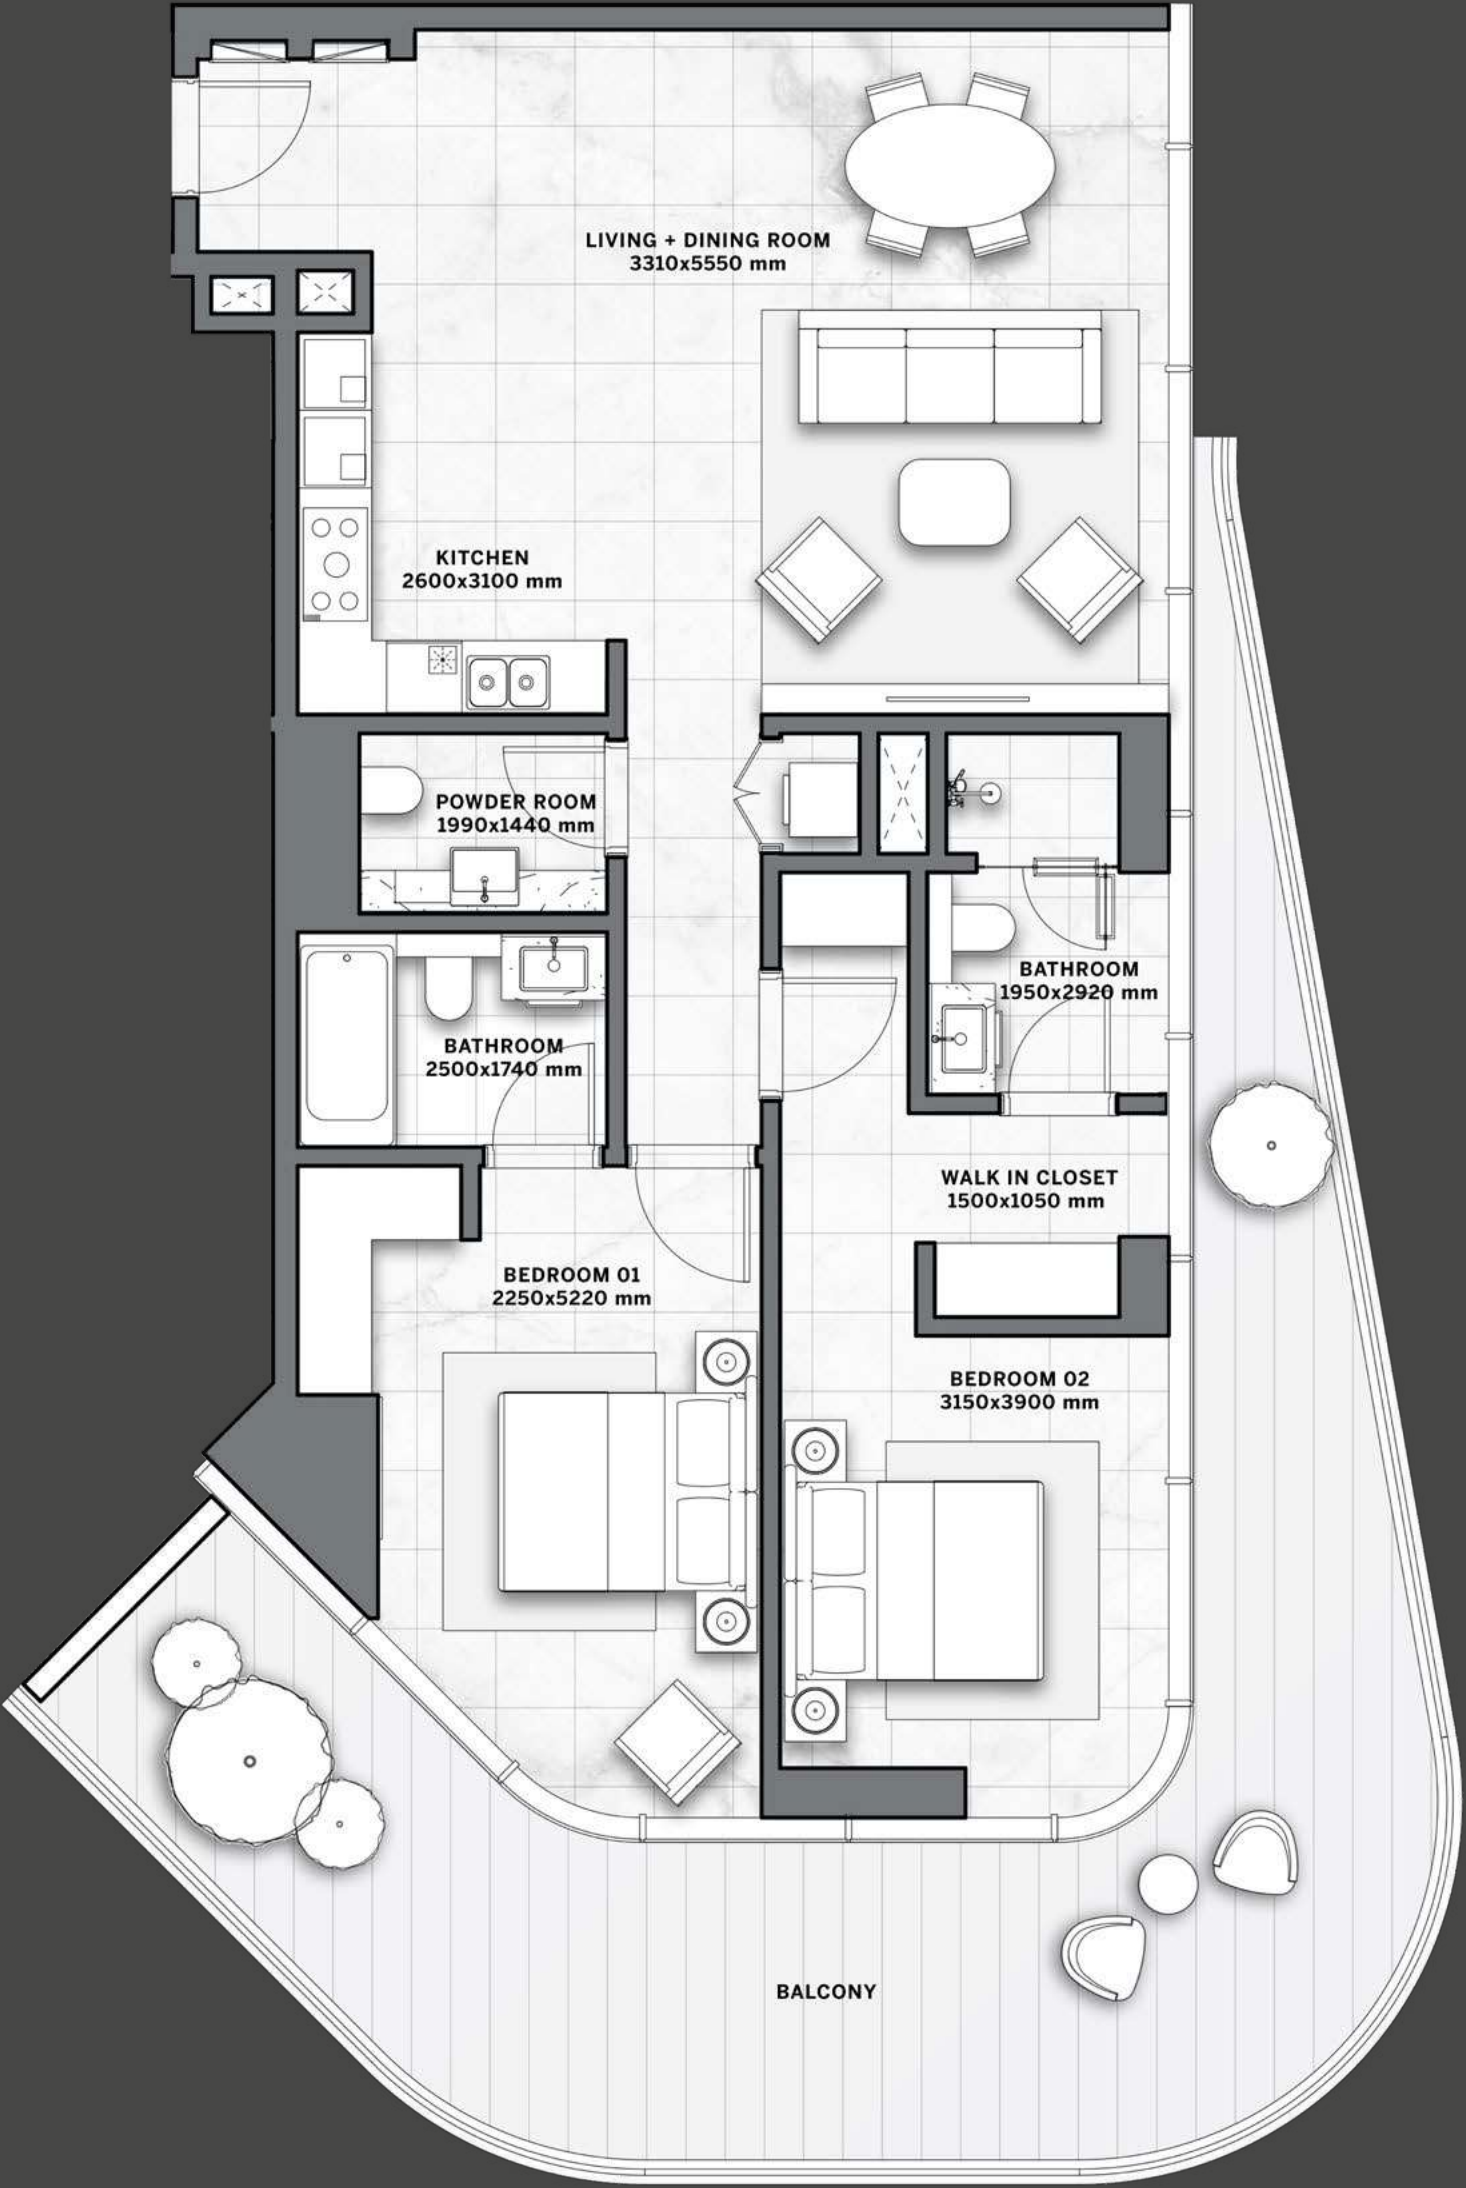 LIVING + DINING ROOM
3310x5550 mm
KITCHEN
2600x3100 mm
POWDER ROOM
1990x1440 mm
BATHROOM
1950x2920 mm
BATHROOM
2500x1740 mm
WALK IN CLOSET
1500x1050 mm
BEDROOM 01
2250x5220 mm
BEDROOM 02
3150x3900 mm
BALCONY